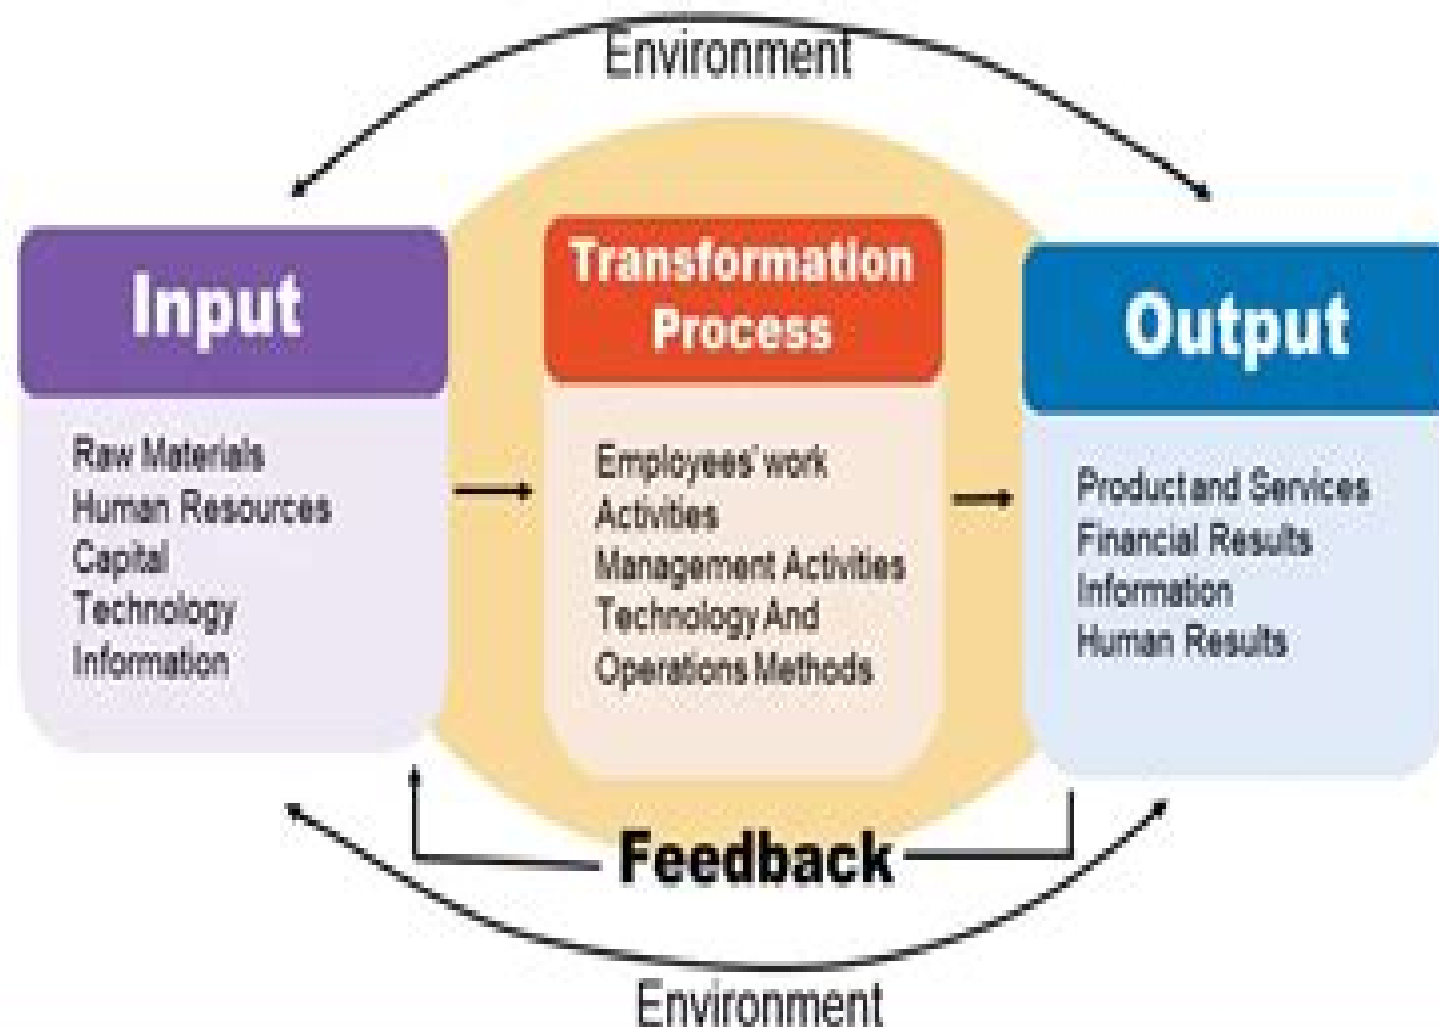 Environment
Input
Raw Materials
Human Resources
Capital
Technology
Information
Transformation
Process
Employees' work
Activities
Management Activities
Technology And
Operations Methods
Output
Product and Services
Financial Results
Information
Human Results
Feedback
Environment